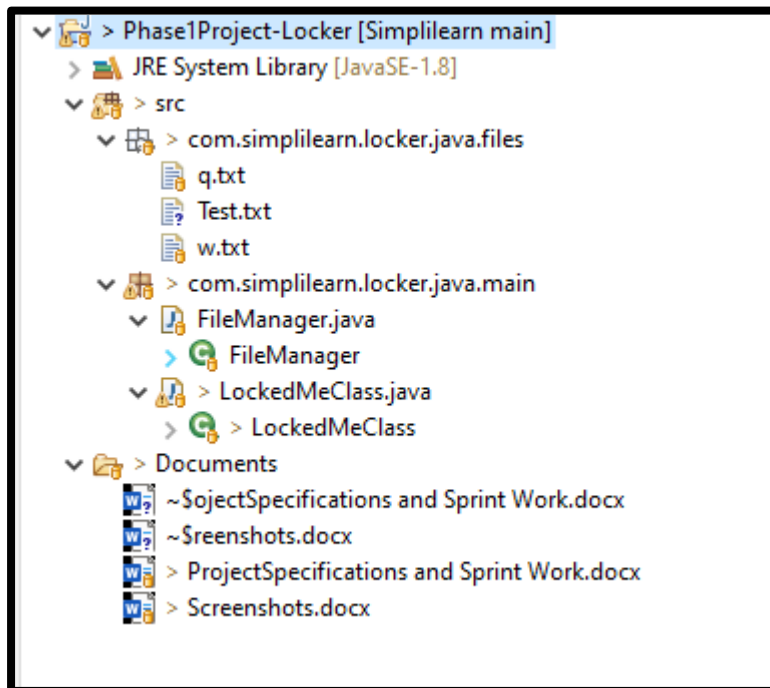 > Phase1Project-Locker [Simplilearn main]
JRE System Library [JavaSE-1.8]
> src
> com.simplilearn.locker.java.files
q.txt
Test.txt
w.txt
> com.simplilearn.locker.java.main
FileManager.java
FileManager
> LockedMeClass.java
> LockedMeClass
> Documents
~$ojectSpecifications and Sprint Work.docx
~$reenshots.docx
> ProjectSpecifications and Sprint Work.docx
> Screenshots.docx